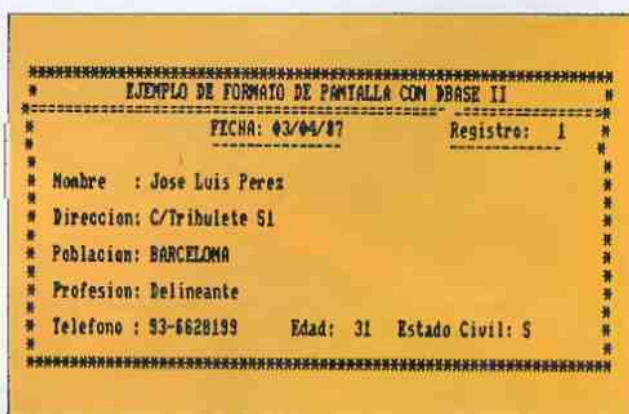 *****************************************************************
* EJEMPLO DE FORMATO DE PANTALLA CON DBASE II *
*===============================================================*
* FECHA: 03/04/87 Registro: 1 *
* Nombre : Jose Luis Perez *
* Direccion: C/Tribulete 51 *
* Poblacion: BARCELONA *
* Profesion: Delineante *
* Telefono : 93-6628199 Edad: 31 Estado Civil: S *
*****************************************************************